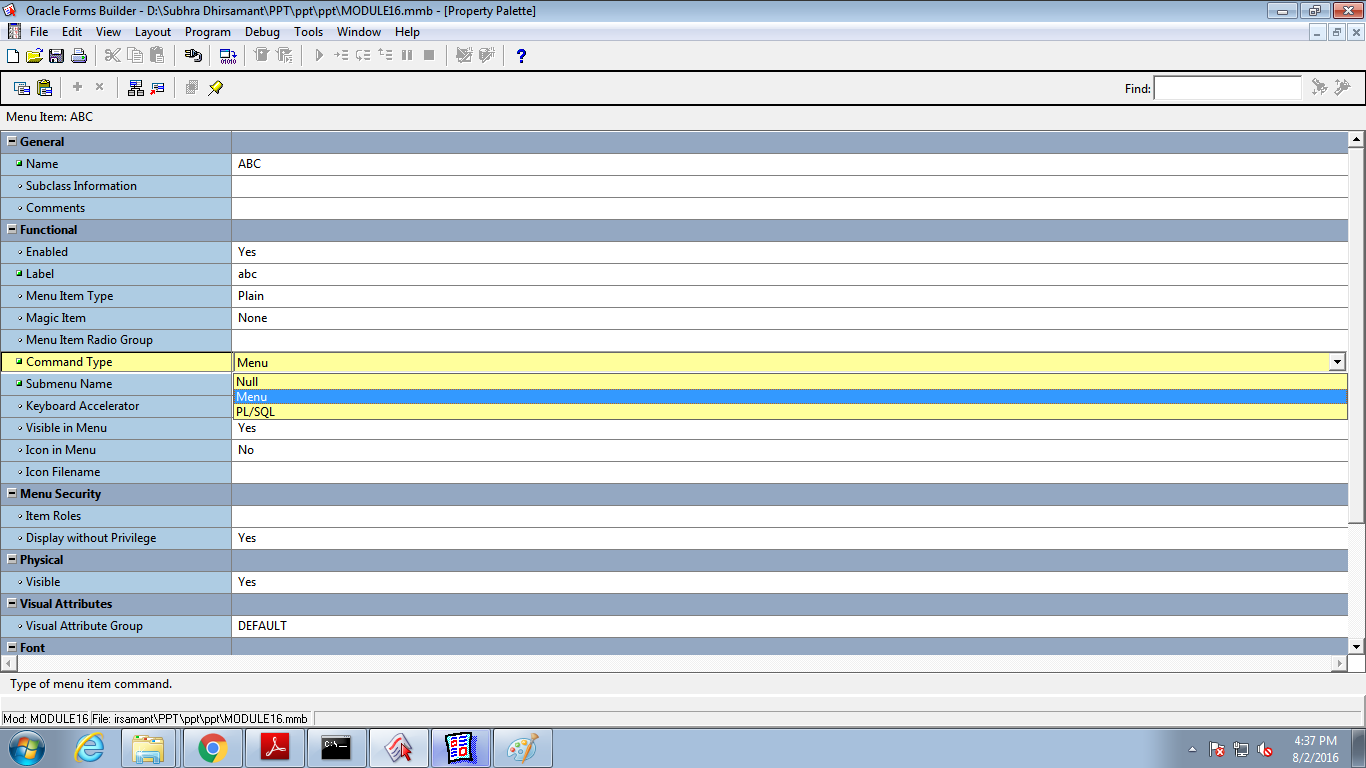 Oracle Forms Builder - D:\Subhra Dhirsamant\PPT\ppt\ppt\MODULE16.mmb - [Property Palette]
File Edit View Layout Program Debug Tools Window Help
Find:
Menu Item: ABC
General
Name ABC
Subclass Information
Comments
Functional
Enabled Yes
Label abc
Menu Item Type Plain
Magic Item None
Menu Item Radio Group
Command Type Menu
Null
Submenu Name Menu
Keyboard Accelerator PL/SQL
Visible in Menu Yes
Icon in Menu No
Icon Filename
Menu Security
Item Roles
Display without Privilege Yes
Physical
Visible Yes
Visual Attributes
Visual Attribute Group DEFAULT
Font
Type of menu item command.
Mod: MODULE16 File: irsamant\PPT\ppt\ppt\MODULE16.mmb
4:37 PM
8/2/2016